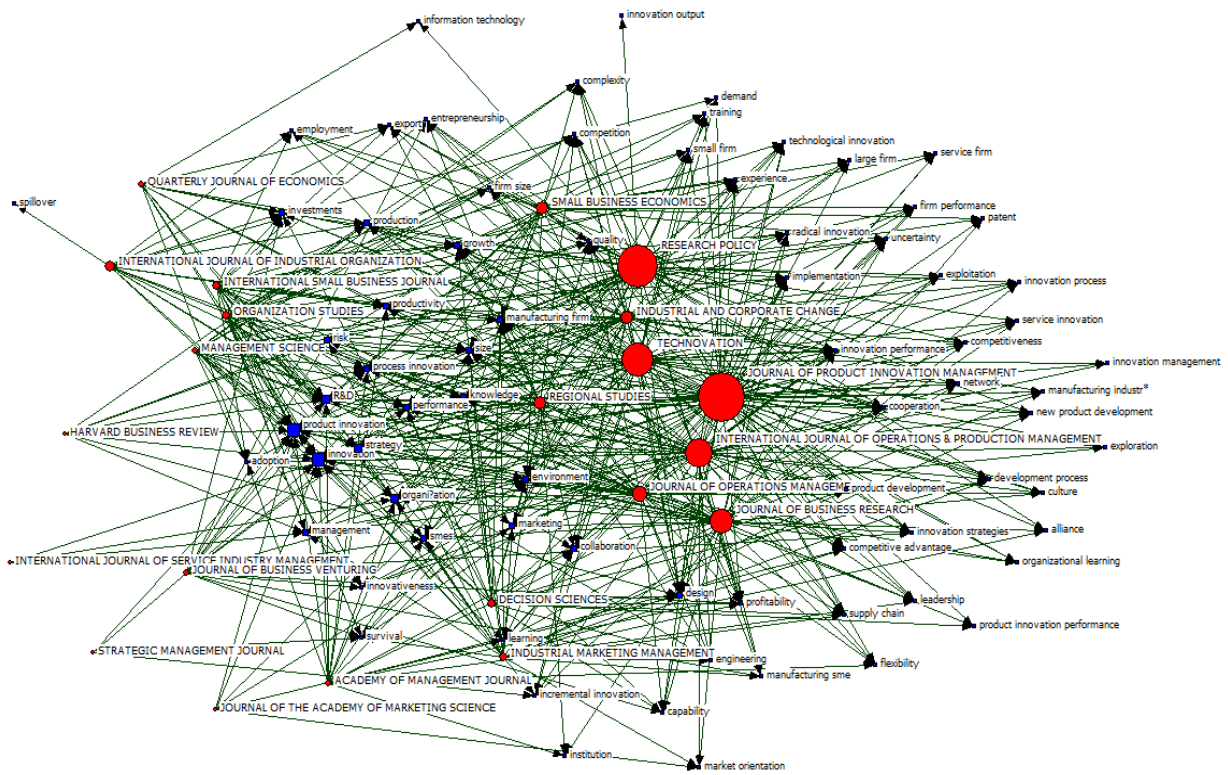 innovation output
information technology
complexity
demand
training
entrepreneurship
export
employment
competition
technological innovation
small firm
service firm
large firm
experience
QUARTERLY JOURNAL OF ECONOMICS
firm size
spillover
SMALL BUSINESS ECONOMICS
firm performance
investments
patent
production
radical innovation
uncertainty
quality
growth
RESEARCH POLICY
INTERNATIONAL JOURNAL OF INDUSTRIAL ORGANIZATION
implementation
exploitation
INTERNATIONAL SMALL BUSINESS JOURNAL
innovation process
productivity
ORGANIZATION STUDIES
manufacturing firm
INDUSTRIAL AND CORPORATE CHANGE
service innovation
risk
TECHNOVATION
competitiveness
MANAGEMENT SCIENCE
size
innovation performance
innovation management
process innovation
JOURNAL OF PRODUCT INNOVATION MANAGEMENT
network
manufacturing industr*
R&D
knowledge
REGIONAL STUDIES
performance
cooperation
new product development
product innovation
HARVARD BUSINESS REVIEW
INTERNATIONAL JOURNAL OF OPERATIONS & PRODUCTION MANAGEMENT
strategy
exploration
innovation
adoption
environment
development process
JOURNAL OF OPERATIONS MANAGEME
product development
culture
organi?ation
JOURNAL OF BUSINESS RESEARCH
marketing
management
smes
innovation strategies
alliance
collaboration
competitive advantage
INTERNATIONAL JOURNAL OF SERVICE INDUSTRY MANAGEMENT
organizational learning
JOURNAL OF BUSINESS VENTURING
innovativeness
design
DECISION SCIENCES
profitability
leadership
supply chain
product innovation performance
survival
learning
STRATEGIC MANAGEMENT JOURNAL
INDUSTRIAL MARKETING MANAGEMENT
engineering
flexibility
manufacturing sme
ACADEMY OF MANAGEMENT JOURNAL
incremental innovation
JOURNAL OF THE ACADEMY OF MARKETING SCIENCE
capability
institution
market orientation